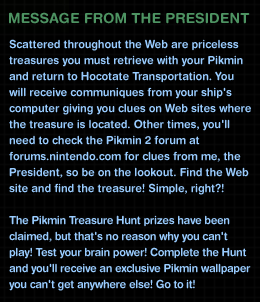 MESSAGE FROM THE PRESIDENT
Scattered throughout the Web are priceless
treasures you must retrieve with your Pikmin
and return to Hocotate Transportation. You
will receive communiques from your ship's
computer giving you clues on Web sites where
the treasure is located. Other times, you'll
need to check the Pikmin 2 forum at
forums.nintendo.com for clues from me, the
President, so be on the lookout. Find the Web
site and find the treasure! Simple, right?!
The Pikmin Treasure Hunt prizes have been
claimed, but that's no reason why you can't
play! Test your brain power! Complete the Hunt
and you'll receive an exclusive Pikmin wallpaper
you can't get anywhere else! Go to it!